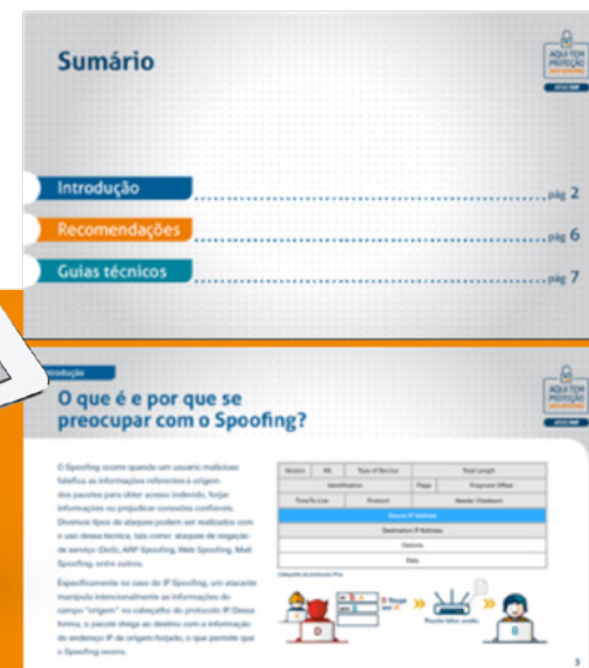 Sumário
AQUI TEM
PROTEÇÃO
Introdução pág 2
Recomendações pág 6
Guias técnicos pág 7
Introdução
O que é e por que se
preocupar com o Spoofing?
AQUI TEM
PROTEÇÃO
O Spoofing ocorre quando um usuário malicioso
falsifica as informações referentes à origem
dos pacotes para obter acesso indevido, forjar
informações ou prejudicar conexões confiáveis.
Diversos tipos de ataques podem ser realizados com
o uso dessa técnica, tais como: ataques de negação
de serviço (DoS), ARP Spoofing, Web Spoofing, Mail
Spoofing, entre outros.
Especificamente no caso do IP Spoofing, um atacante
manipula intencionalmente as informações do
campo "origem" no cabeçalho do protocolo IP. Dessa
forma, o pacote chega ao destino com a informação
do endereço IP de origem forjado, o que permite que
o Spoofing ocorra.
Version IHL Type of Service Total Length
Identification Flags Fragment Offset
Time To Live Protocol Header Checksum
Source IP Address
Destination IP Address
Options
Data
D finge
ser A
Pacote falso aceito
C
D
B
3